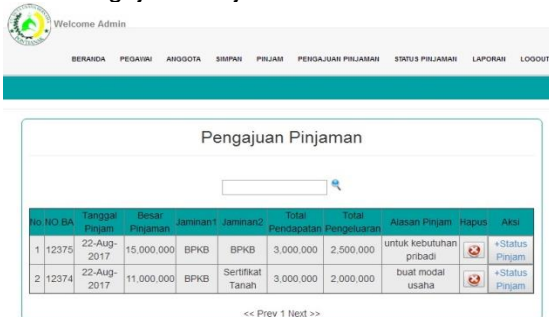 Welcome Admin
BERANDA PEGAWAI ANGGOTA SIMPAN PINJAM PENGAJUAN PINJAMAN STATUS PINJAMAN LAPORAN LOGOUT
Pengajuan Pinjaman
No. NO.BA Tanggal Pinjam Besar Pinjaman Jaminan1 Jaminan2 Total Pendapatan Total Pengeluaran Alasan Pinjam Hapus Aksi
1 12375 22-Aug-2017 15,000,000 BPKB BPKB 3,000,000 2,500,000 untuk kebutuhan pribadi +Status Pinjam
2 12374 22-Aug-2017 11,000,000 BPKB Sertifikat Tanah 3,000,000 2,000,000 buat modal usaha +Status Pinjam
<< Prev 1 Next >>